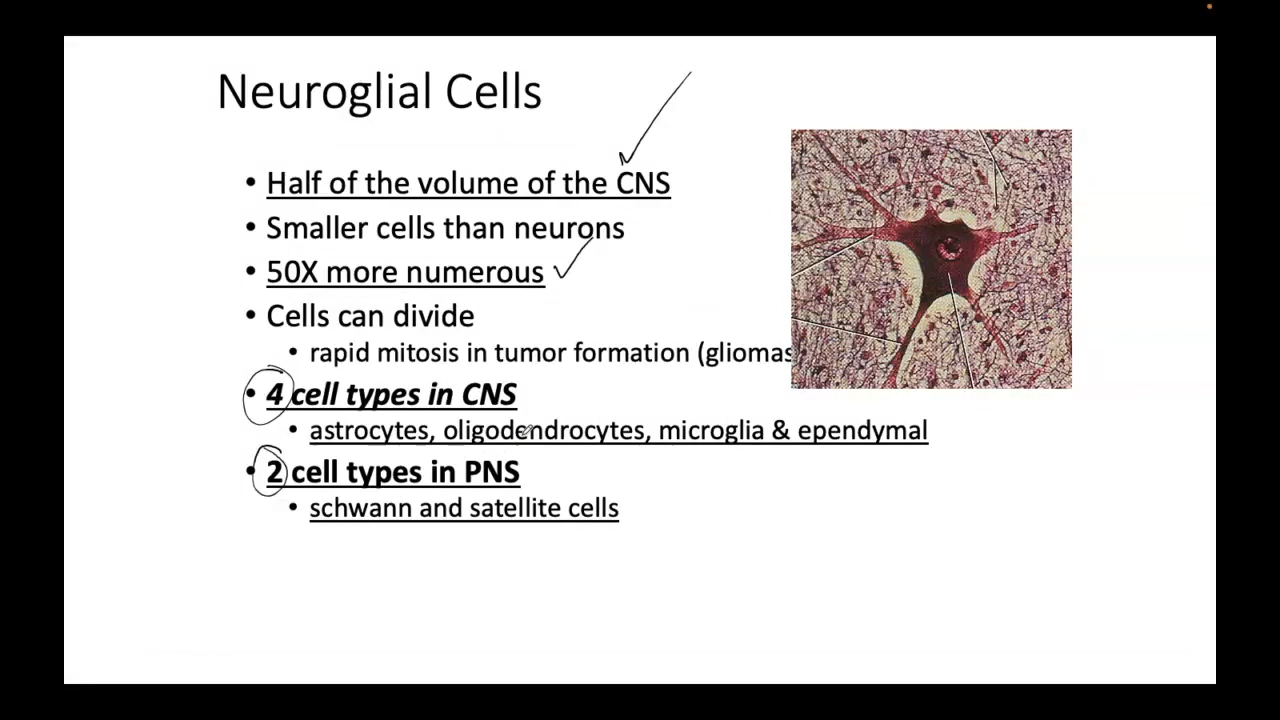 Neuroglial Cells
• Half of the volume of the CNS
• Smaller cells than neurons
• 50X more numerous
• Cells can divide
• rapid mitosis in tumor formation (gliomas)
• 4 cell types in CNS
• astrocytes, oligodendrocytes, microglia & ependymal
• 2 cell types in PNS
• schwann and satellite cells